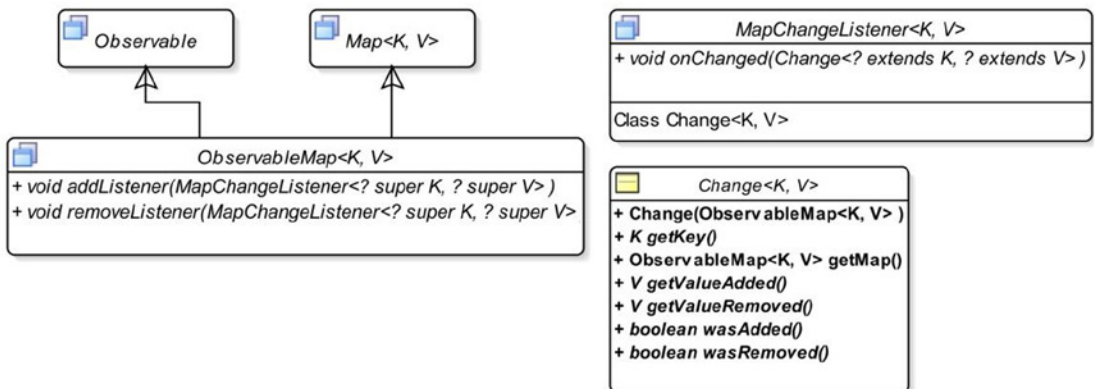 Observable
Map<K, V>
ObservableMap<K, V>
+ void addListener(MapChangeListener<? super K, ? super V> )
+ void removeListener(MapChangeListener<? super K, ? super V>
MapChangeListener<K, V>
+ void onChanged(Change<? extends K, ? extends V> )
Class Change<K, V>
Change<K, V>
+ Change(ObservableMap<K, V> )
+ K getKey()
+ ObservableMap<K, V> getMap()
+ V getValueAdded()
+ V getValueRemoved()
+ boolean wasAdded()
+ boolean wasRemoved()